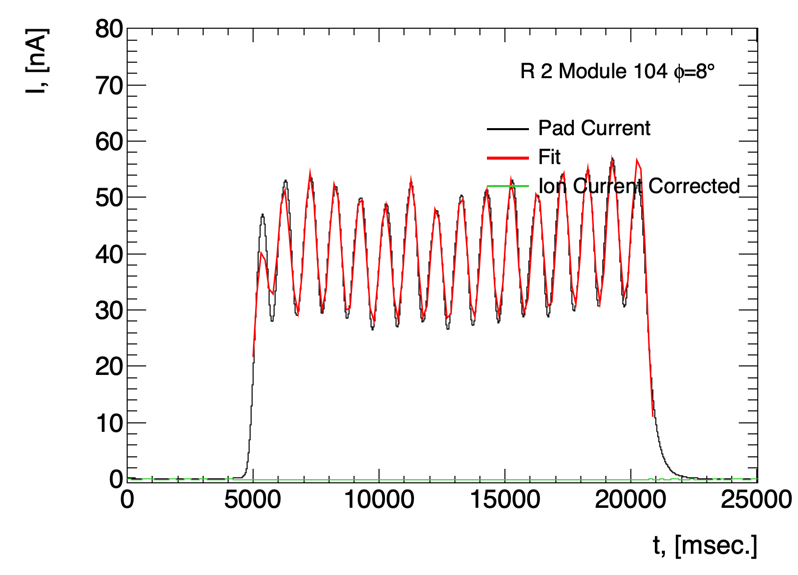 I, [nA]
80
70
60
50
40
30
20
10
0
R 2 Module 104 ϕ=8°
Pad Current
Fit
Ion Current Corrected
0 5000 10000 15000 20000 25000
t, [msec.]